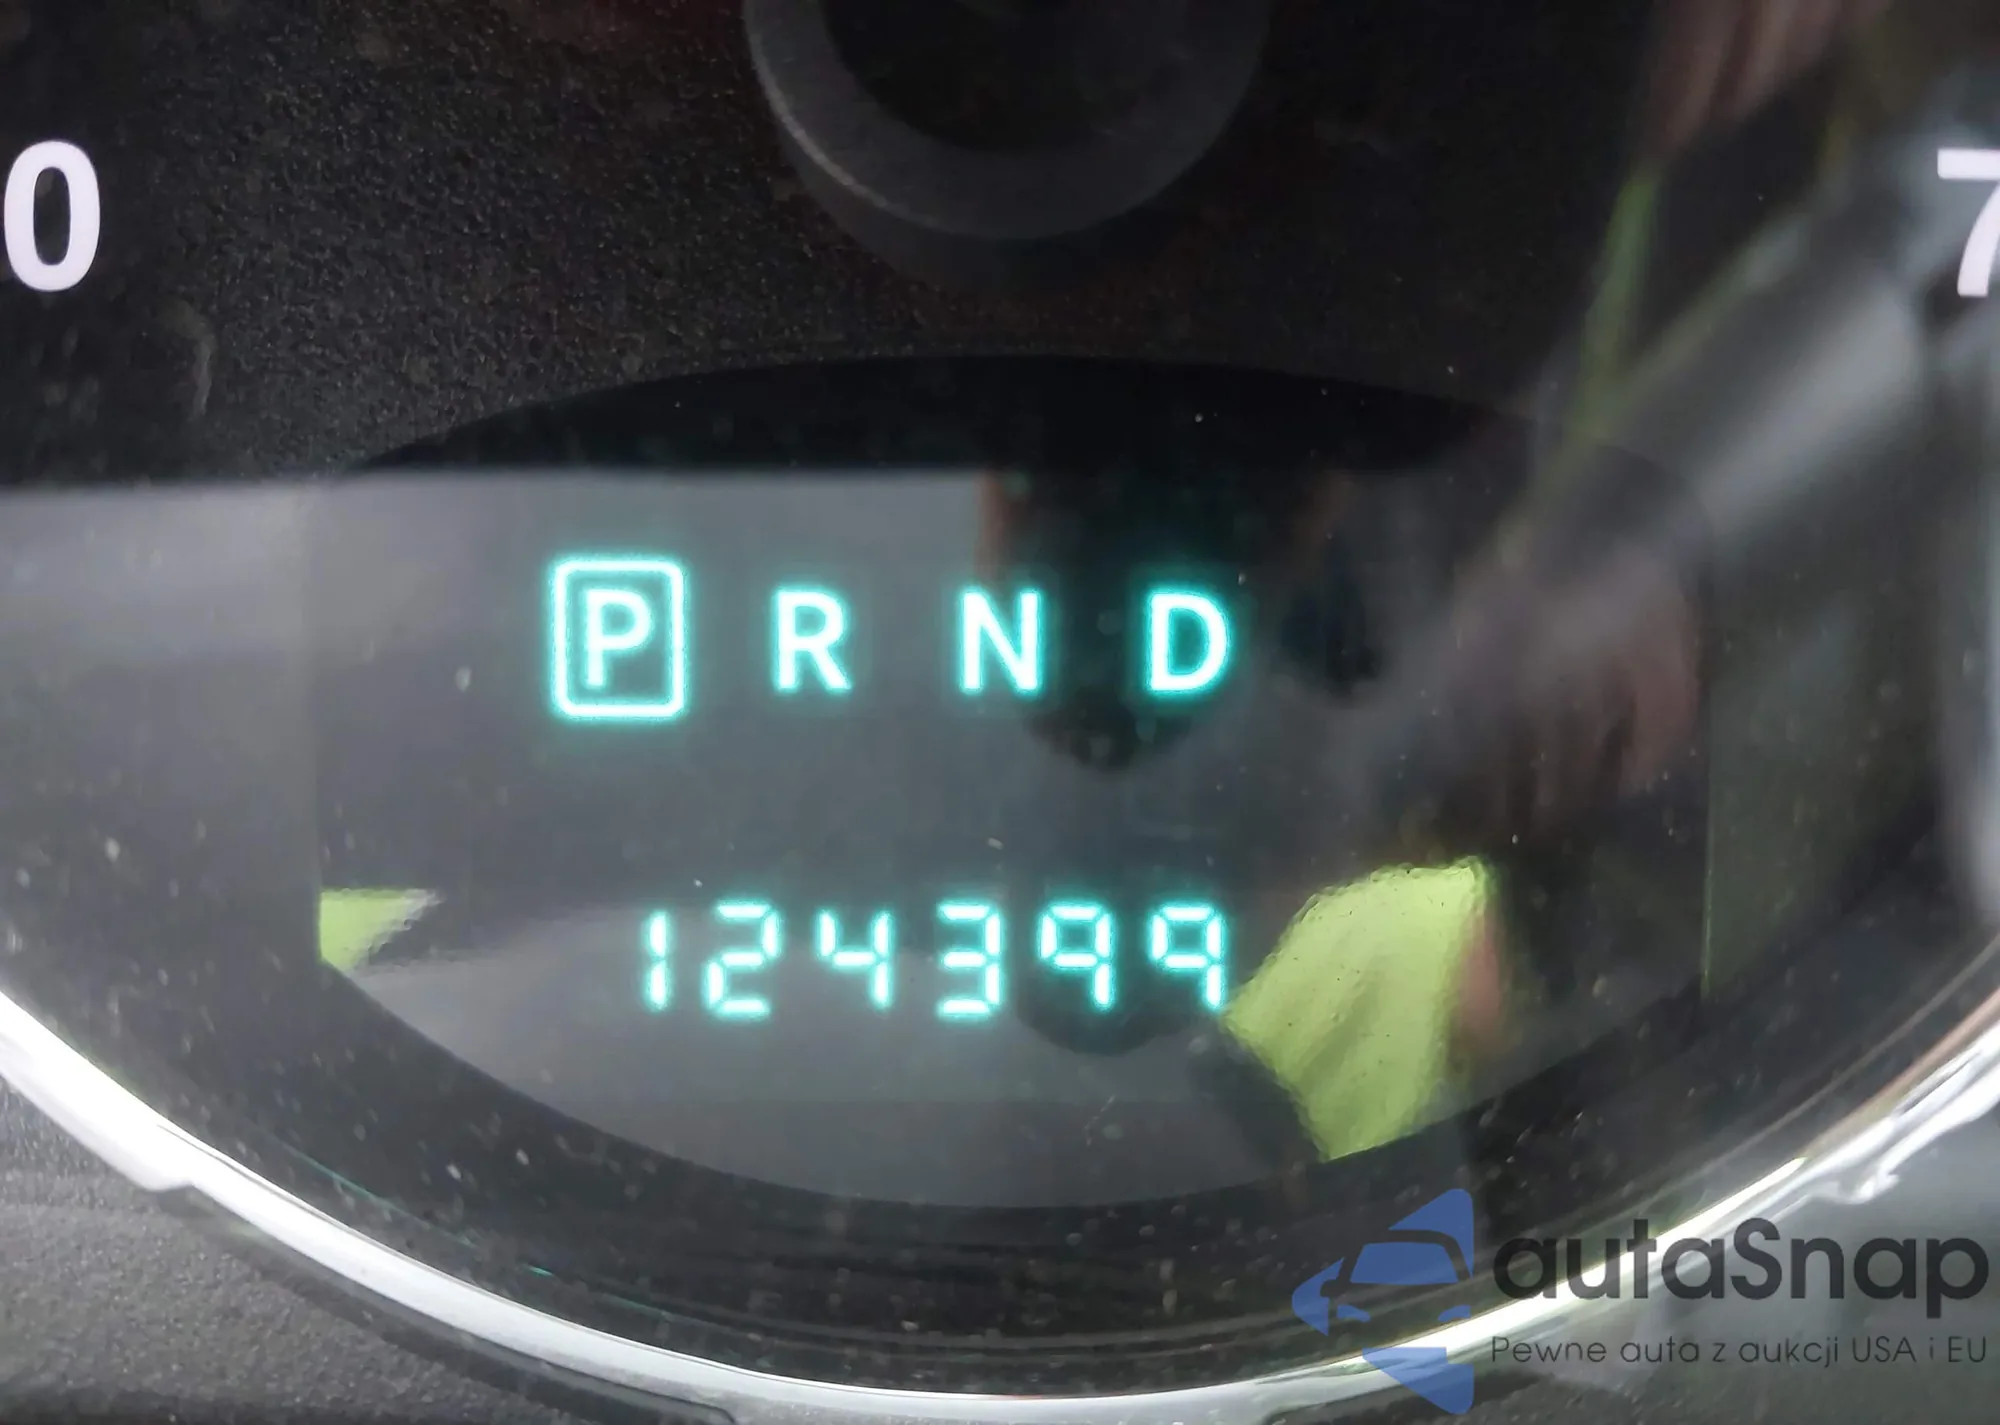 0 7
P R N D
124399
autaSnap
Pewne auta z aukcji USA i EU